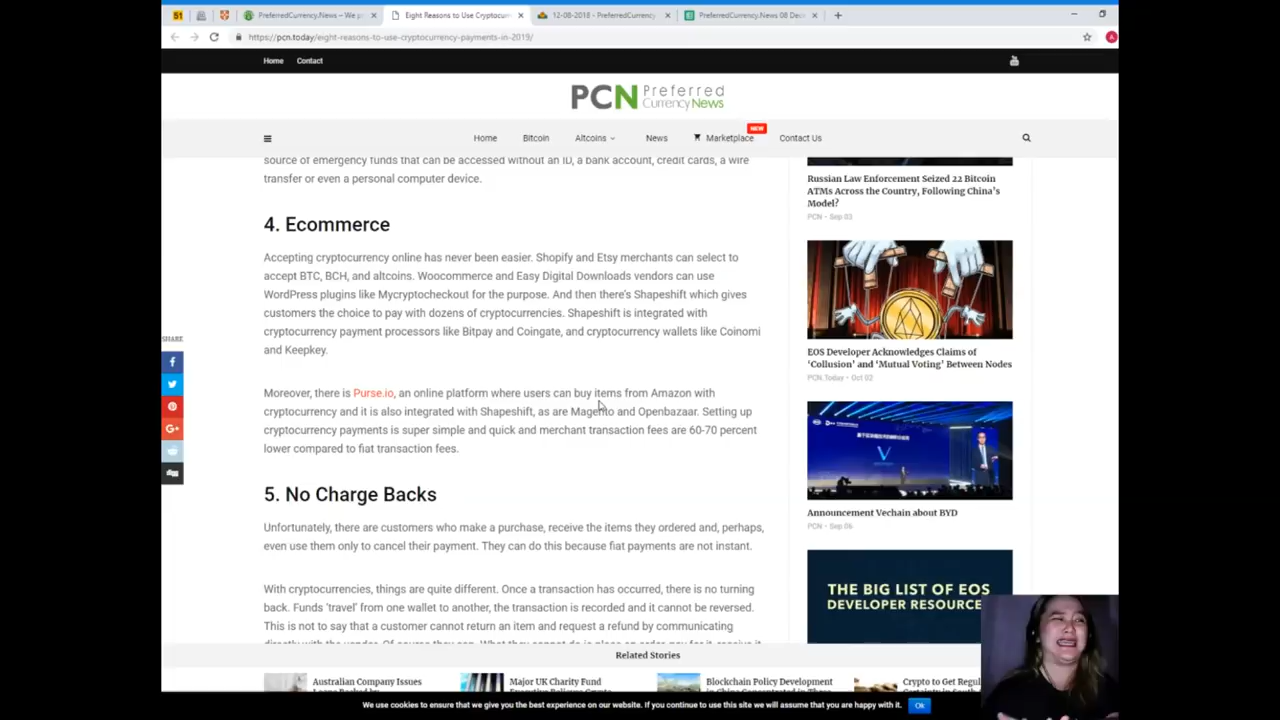 51
PreferredCurrency.News – We p
Eight Reasons to Use Cryptocurr
12-08-2018 - PreferredCurrency
PreferredCurrency.News 08 Dec
https://pcn.today/eight-reasons-to-use-cryptocurrency-payments-in-2019/
A
Home Contact
PCN Preferred
Currency News
NEW
Home Bitcoin Altcoins News Marketplace Contact Us
source of emergency funds that can be accessed without an ID, a bank account, credit cards, a wire
transfer or even a personal computer device.
4. Ecommerce
Accepting cryptocurrency online has never been easier. Shopify and Etsy merchants can select to
accept BTC, BCH, and altcoins. Woocommerce and Easy Digital Downloads vendors can use
WordPress plugins like Mycryptocheckout for the purpose. And then there's Shapeshift which gives
customers the choice to pay with dozens of cryptocurrencies. Shapeshift is integrated with
cryptocurrency payment processors like Bitpay and Coingate, and cryptocurrency wallets like Coinomi
and Keepkey.
Moreover, there is Purse.io, an online platform where users can buy items from Amazon with
cryptocurrency and it is also integrated with Shapeshift, as are Magento and Openbazaar. Setting up
cryptocurrency payments is super simple and quick and merchant transaction fees are 60-70 percent
lower compared to fiat transaction fees.
5. No Charge Backs
Unfortunately, there are customers who make a purchase, receive the items they ordered and, perhaps,
even use them only to cancel their payment. They can do this because fiat payments are not instant.
With cryptocurrencies, things are quite different. Once a transaction has occurred, there is no turning
back. Funds 'travel' from one wallet to another, the transaction is recorded and it cannot be reversed.
This is not to say that a customer cannot return an item and request a refund by communicating
SHARE
G+
digg
Russian Law Enforcement Seized 22 Bitcoin
ATMs Across the Country, Following China's
Model?
PCN - Sep 03
EOS Developer Acknowledges Claims of
'Collusion' and 'Mutual Voting' Between Nodes
PCN.Today - Oct 02
Announcement Vechain about BYD
PCN - Sep 06
THE BIG LIST OF EOS
DEVELOPER RESOURCE
Related Stories
Australian Company Issues
Major UK Charity Fund
Blockchain Policy Development
Crypto to Get Regul
We use cookies to ensure that we give you the best experience on our website. If you continue to use this site we will assume that you are happy with it. Ok